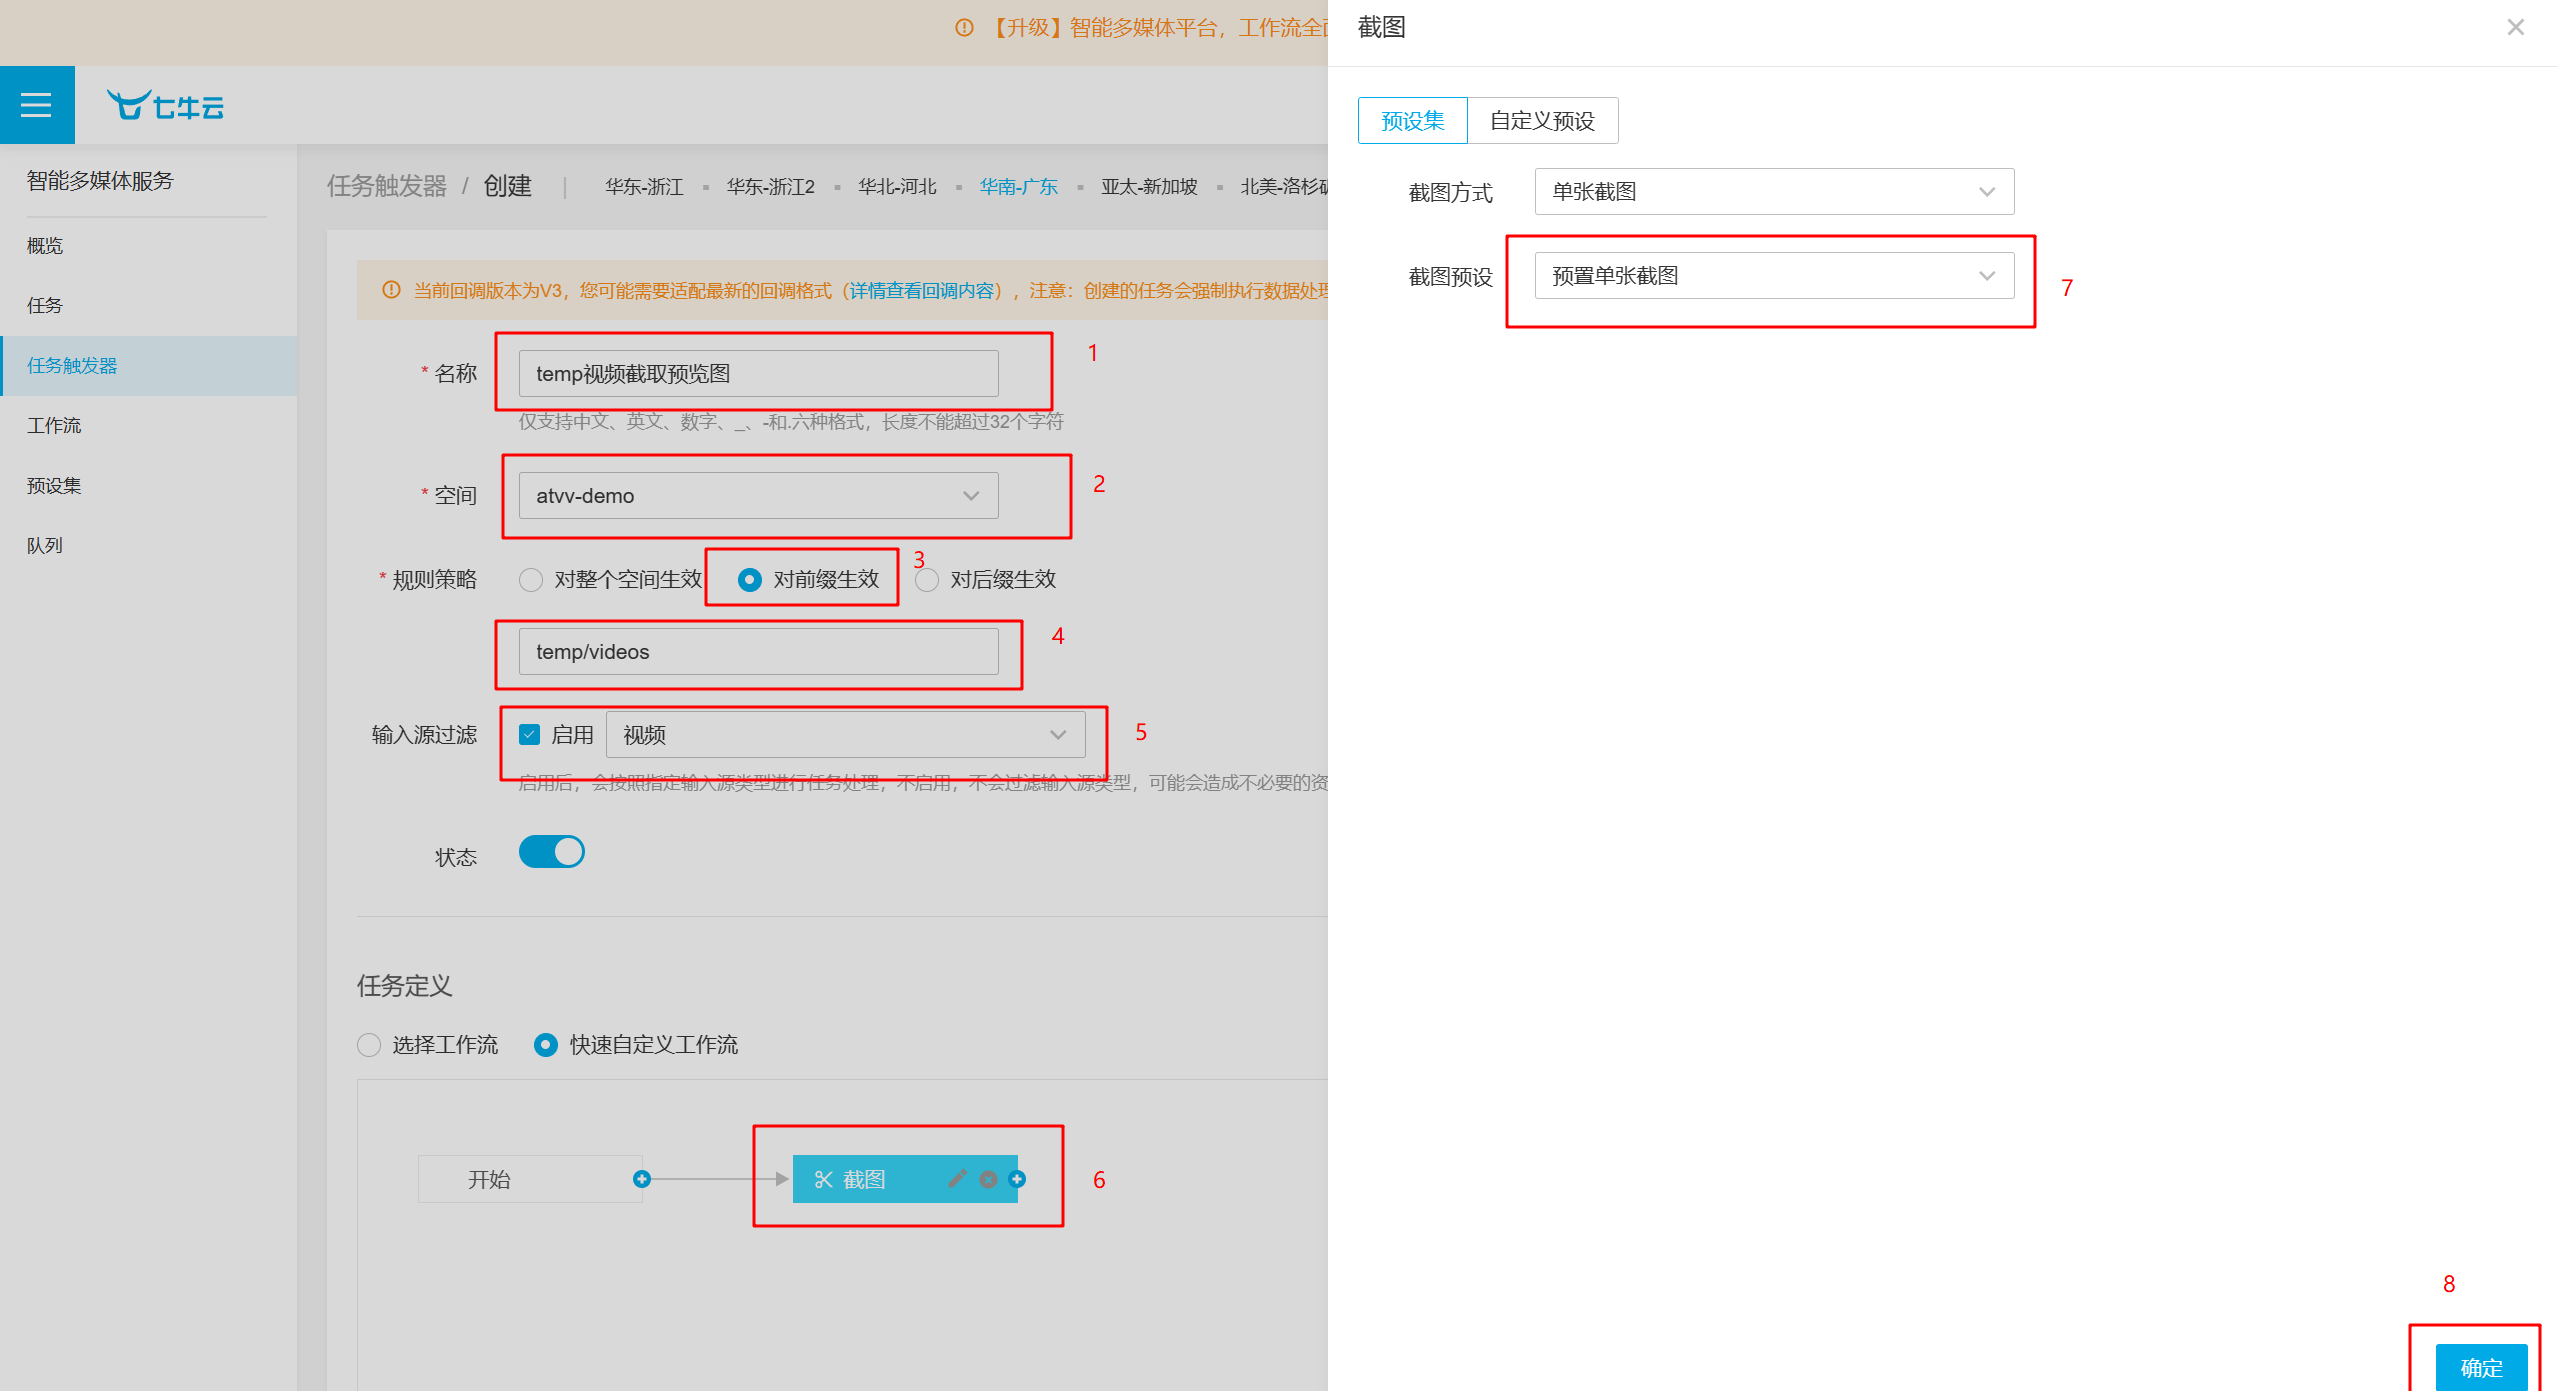 【升级】智能多媒体平台，工作流全面
七牛云
智能多媒体服务
概览
任务
任务触发器
工作流
预设集
队列
任务触发器 / 创建 | 华东-浙江 华东-浙江2 华北-河北 华南-广东 亚太-新加坡 北美-洛杉矶
当前回调版本为V3，您可能需要适配最新的回调格式（详情查看回调内容），注意：创建的任务会强制执行数据处理
* 名称 temp视频截取预览图 1
仅支持中文、英文、数字、_、-和.六种格式，长度不能超过32个字符
* 空间 atvv-demo 2
* 规则策略 对整个空间生效 对前缀生效 3 对后缀生效
temp/videos 4
输入源过滤 启用 视频 5
启用后，会按照指定输入源类型进行任务处理，不启用，不会过滤输入源类型，可能会造成不必要的资
状态
任务定义
选择工作流 快速自定义工作流
开始 截图 6
截图
预设集 自定义预设
截图方式 单张截图
截图预设 预置单张截图 7
8
确定